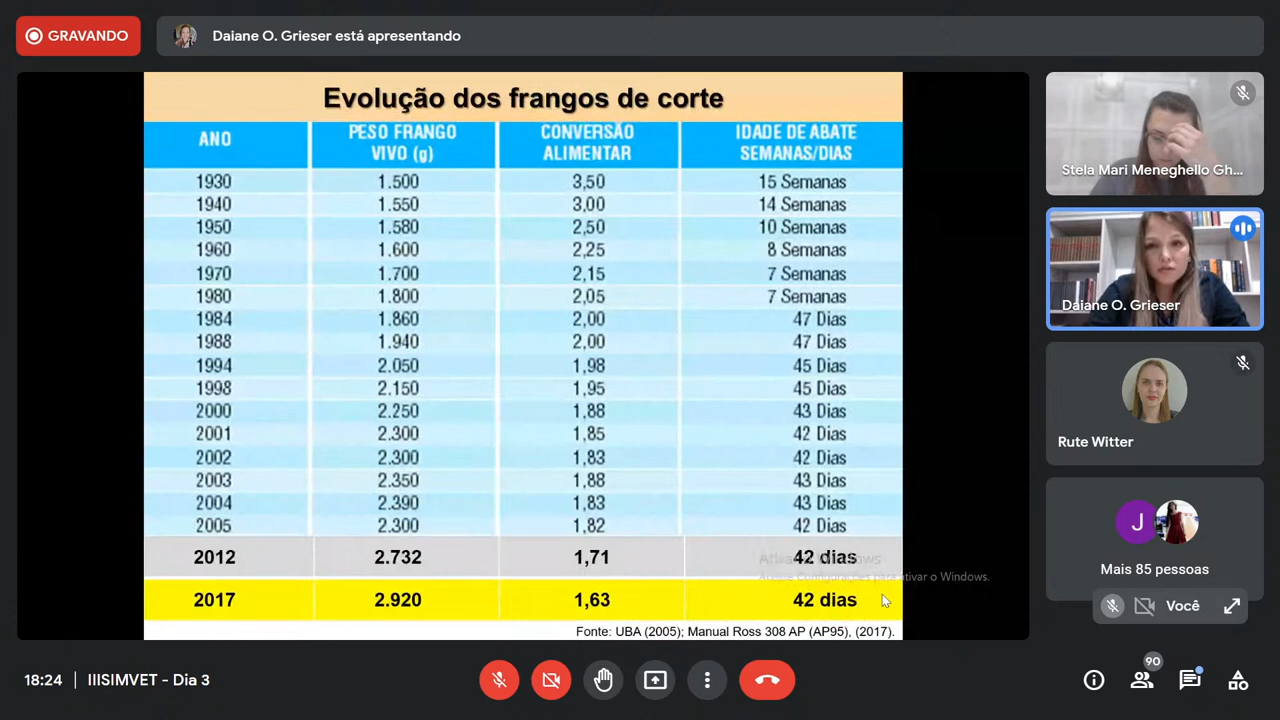 GRAVANDO
Daiane O. Grieser está apresentando
Evolução dos frangos de corte
ANO PESO FRANGO VIVO (g) CONVERSÃO ALIMENTAR IDADE DE ABATE SEMANAS/DIAS
1930 1.500 3,50 15 Semanas
1940 1.550 3,00 14 Semanas
1950 1.580 2,50 10 Semanas
1960 1.600 2,25 8 Semanas
1970 1.700 2,15 7 Semanas
1980 1.800 2,05 7 Semanas
1984 1.860 2,00 47 Dias
1988 1.940 2,00 47 Dias
1994 2.050 1,98 45 Dias
1998 2.150 1,95 45 Dias
2000 2.250 1,88 43 Dias
2001 2.300 1,85 42 Dias
2002 2.300 1,83 42 Dias
2003 2.350 1,88 43 Dias
2004 2.390 1,83 43 Dias
2005 2.300 1,82 42 Dias
2012 2.732 1,71 42 dias
2017 2.920 1,63 42 dias
Fonte: UBA (2005); Manual Ross 308 AP (AP95), (2017).
Stela Mari Meneghello Gh...
Daiane O. Grieser
Rute Witter
J
Mais 85 pessoas
Você
18:24 IIISIMVET - Dia 3
90